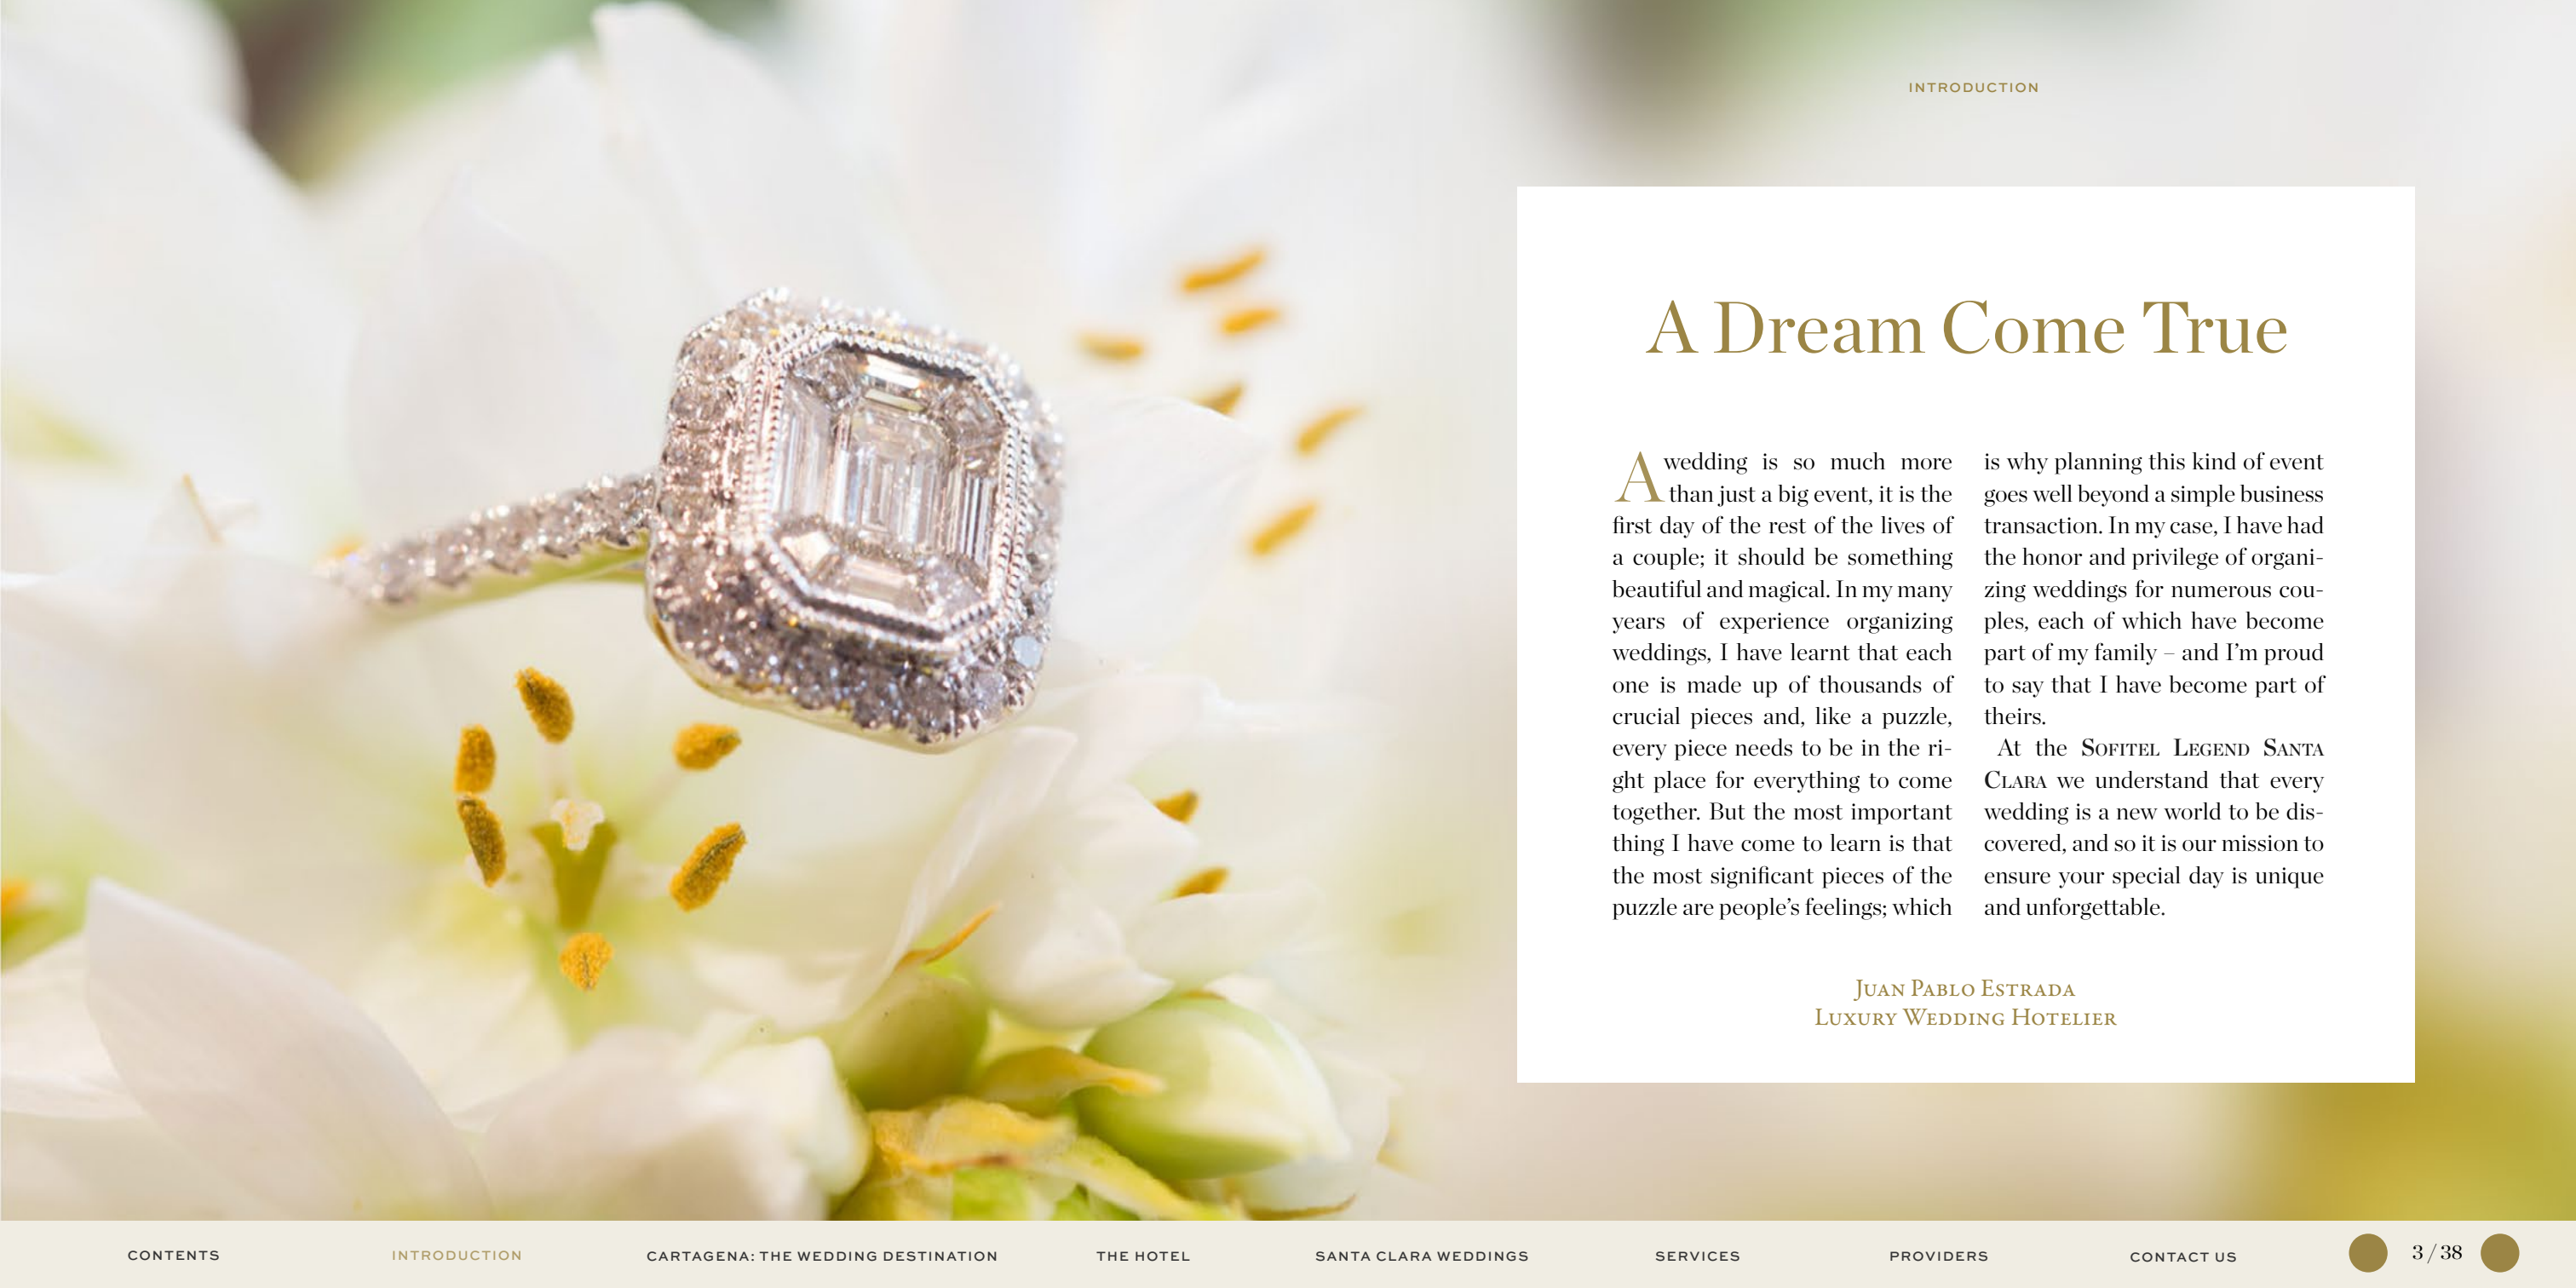 INTRODUCTION
A Dream Come True
A wedding is so much more
than just a big event, it is the
first day of the rest of the lives of
a couple; it should be something
beautiful and magical. In my many
years of experience organizing
weddings, I have learnt that each
one is made up of thousands of
crucial pieces and, like a puzzle,
every piece needs to be in the ri-
ght place for everything to come
together. But the most important
thing I have come to learn is that
the most significant pieces of the
puzzle are people’s feelings; which
is why planning this kind of event
goes well beyond a simple business
transaction. In my case, I have had
the honor and privilege of organi-
zing weddings for numerous cou-
ples, each of which have become
part of my family – and I’m proud
to say that I have become part of
theirs.
At the SOFITEL LEGEND SANTA
CLARA we understand that every
wedding is a new world to be dis-
covered, and so it is our mission to
ensure your special day is unique
and unforgettable.
JUAN PABLO ESTRADA
LUXURY WEDDING HOTELIER
CONTENTS
INTRODUCTION
CARTAGENA: THE WEDDING DESTINATION
THE HOTEL
SANTA CLARA WEDDINGS
SERVICES
PROVIDERS
CONTACT US
3 / 38